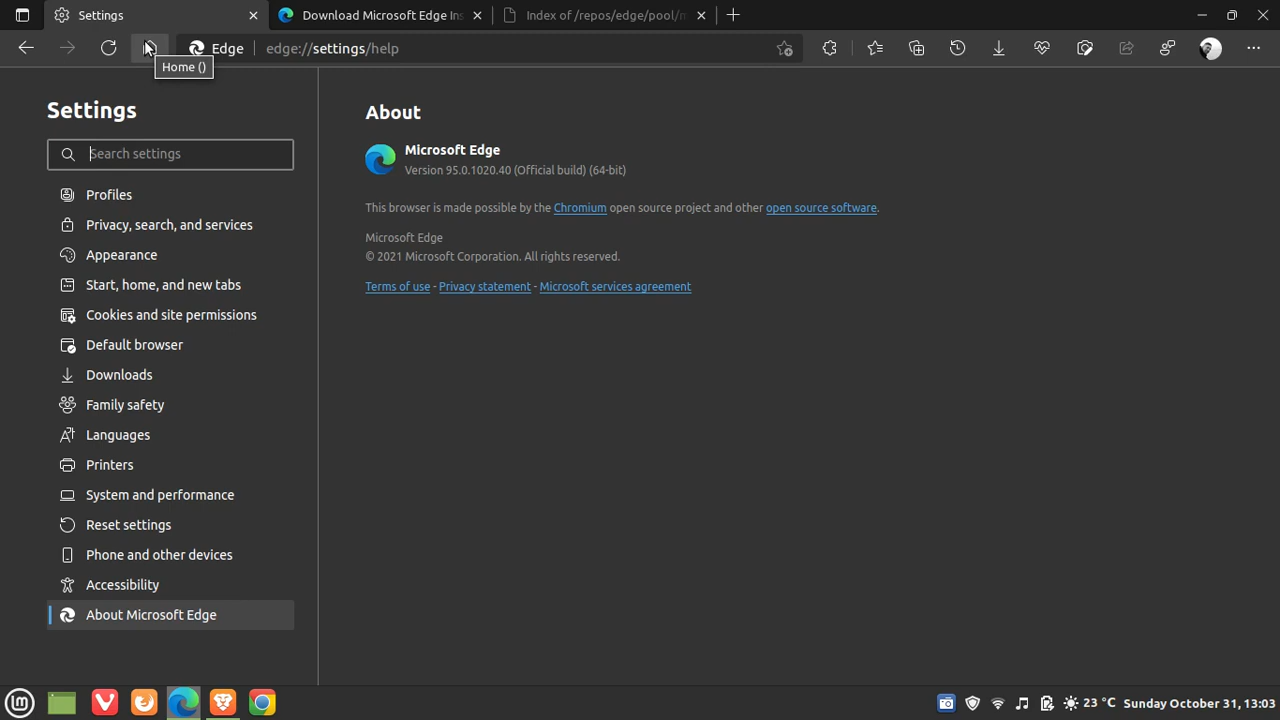 Settings
Download Microsoft Edge Ins
Index of /repos/edge/pool/m
Edge
edge://settings/help
Home ()
Settings
Search settings
Profiles
Privacy, search, and services
Appearance
Start, home, and new tabs
Cookies and site permissions
Default browser
Downloads
Family safety
Languages
Printers
System and performance
Reset settings
Phone and other devices
Accessibility
About Microsoft Edge
About
Microsoft Edge
Version 95.0.1020.40 (Official build) (64-bit)
This browser is made possible by the Chromium open source project and other open source software.
Microsoft Edge
© 2021 Microsoft Corporation. All rights reserved.
Terms of use - Privacy statement - Microsoft services agreement
23 °C Sunday October 31, 13:03